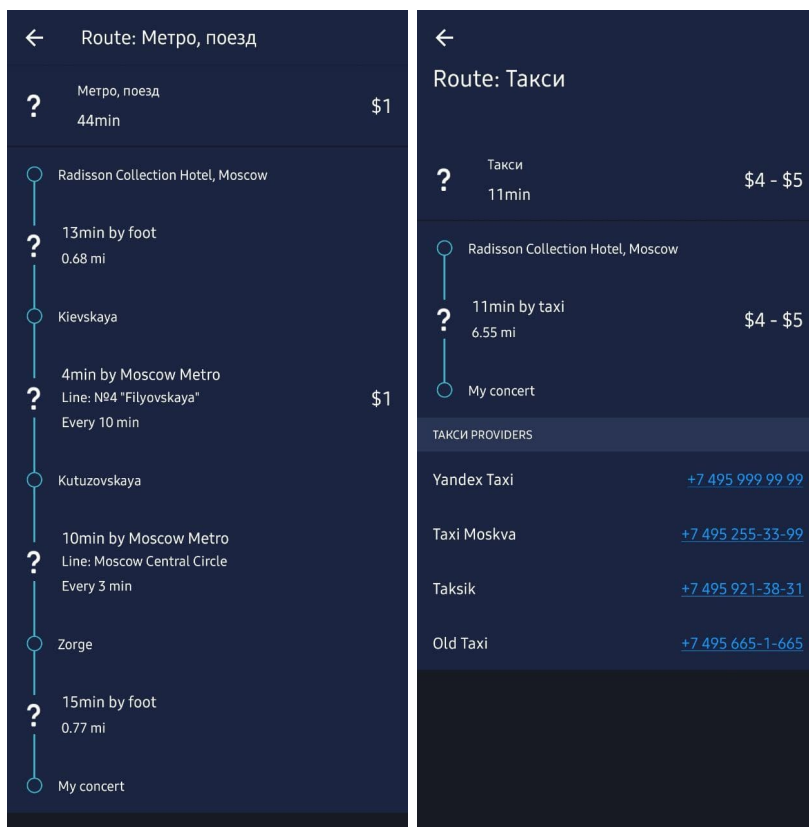 Route: Метро, поезд
?
Метро, поезд
44min
$1
Radisson Collection Hotel, Moscow
?
13min by foot
0.68 mi
Kievskaya
?
4min by Moscow Metro
Line: №4 "Filyovskaya"
Every 10 min
$1
Kutuzovskaya
?
10min by Moscow Metro
Line: Moscow Central Circle
Every 3 min
Zorge
?
15min by foot
0.77 mi
My concert
Route: Такси
?
Такси
11min
$4 - $5
Radisson Collection Hotel, Moscow
?
11min by taxi
6.55 mi
$4 - $5
My concert
ТАКСИ PROVIDERS
Yandex Taxi +7 495 999 99 99
Taxi Moskva +7 495 255-33-99
Taksik +7 495 921-38-31
Old Taxi +7 495 665-1-665